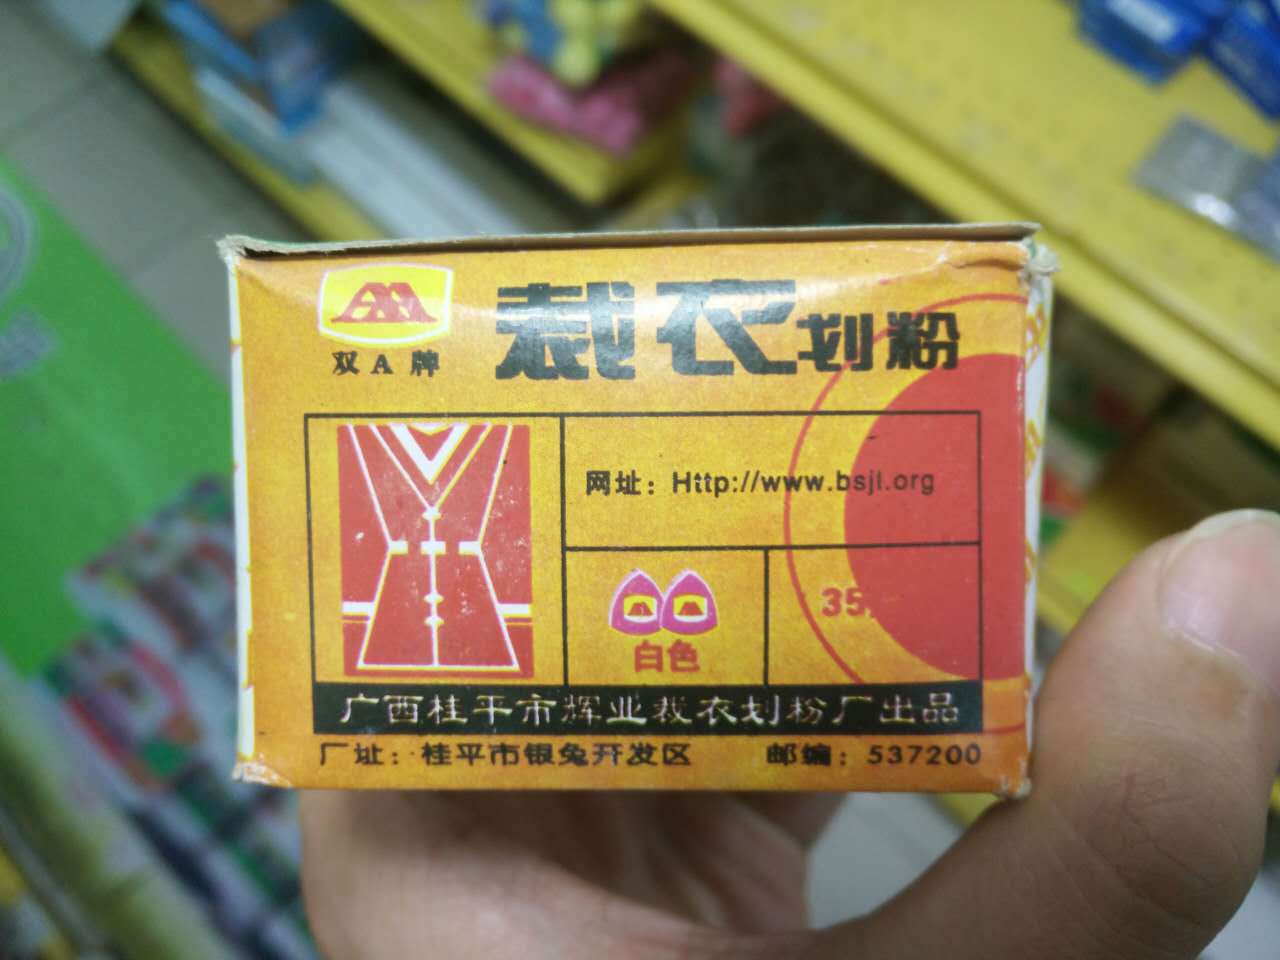 双A牌
裁衣划粉
网址：Http://www.bsjl.org
白色
35
广西桂平市辉业裁衣划粉厂出品
厂址：桂平市银兔开发区 邮编：537200